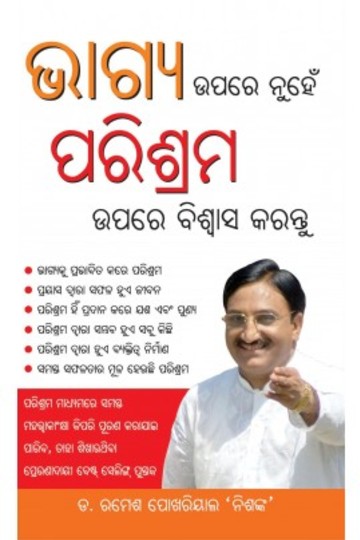 ଭାଗ୍ୟ ଉପରେ ନୁହେଁ
ପରିଶ୍ରମ
ଉପରେ ବିଶ୍ୱାସ କରନ୍ତୁ
• ଭାଗ୍ୟକୁ ପ୍ରଭାବିତ କରେ ପରିଶ୍ରମ
• ପ୍ରୟାସ ଦ୍ୱାରା ସଫଳ ହୁଏ ଜୀବନ
• ପରିଶ୍ରମ ହିଁ ପ୍ରଦାନ କରେ ଯଶ ଏବଂ ପୁଣ୍ୟ
• ପରିଶ୍ରମ ଦ୍ୱାରା ସମ୍ଭବ ହୁଏ ସବୁ କିଛି
• ପରିଶ୍ରମ ଦ୍ୱାରା ହୁଏ ବ୍ୟକ୍ତିତ୍ୱ ନିର୍ମାଣ
• ସମସ୍ତ ସଫଳତାର ମୂଳ ହେଉଛି ପରିଶ୍ରମ
ପରିଶ୍ରମ ମାଧ୍ୟମରେ ସମସ୍ତ
ମହତ୍ତ୍ୱାକାଂକ୍ଷା କିପରି ପୂରଣ କରାଯାଇ
ପାରିବ, ତାହା ଶିଖାଉଥିବା
ପ୍ରେରଣାଦାୟୀ ବେଷ୍ଟ ସେଲିଙ୍ଗ୍ ପୁସ୍ତକ
ଡ. ରମେଶ ପୋଖରିୟାଲ 'ନିଶଙ୍କ'